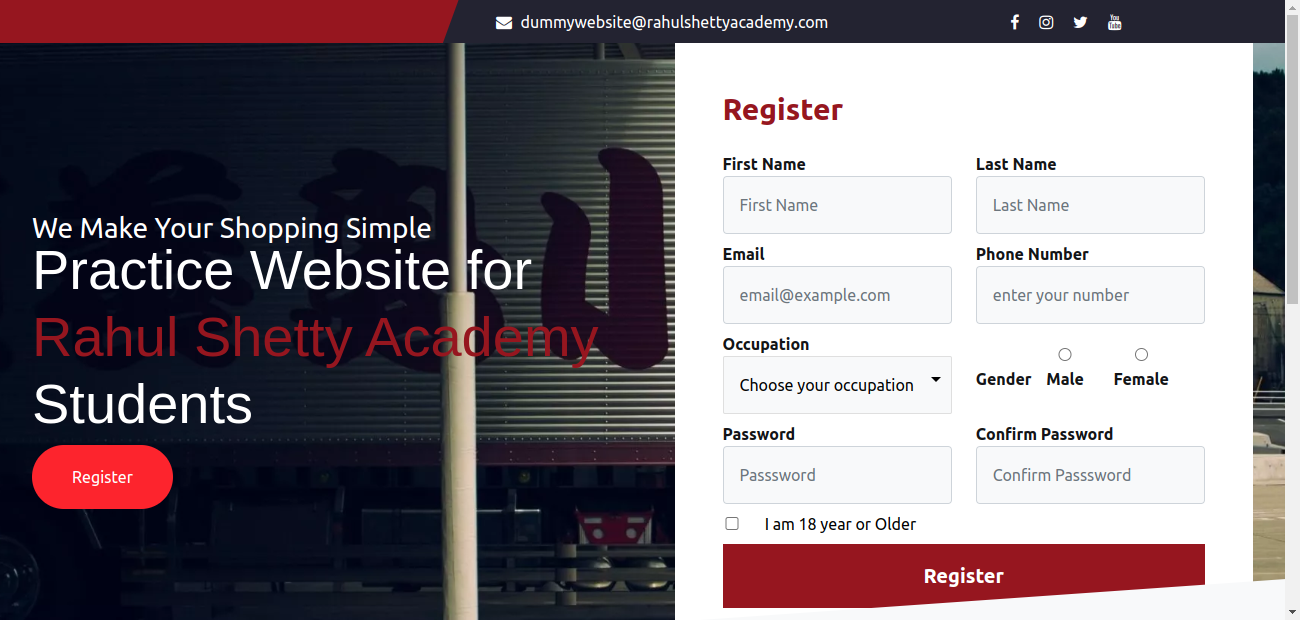 dummywebsite@rahulshettyacademy.com
We Make Your Shopping Simple
Practice Website for
Rahul Shetty Academy
Students
Register
Register
First Name
Last Name
First Name
Last Name
Email
Phone Number
email@example.com
enter your number
Occupation
Choose your occupation
Gender
Male
Female
Password
Confirm Password
Passsword
Confirm Passsword
I am 18 year or Older
Register